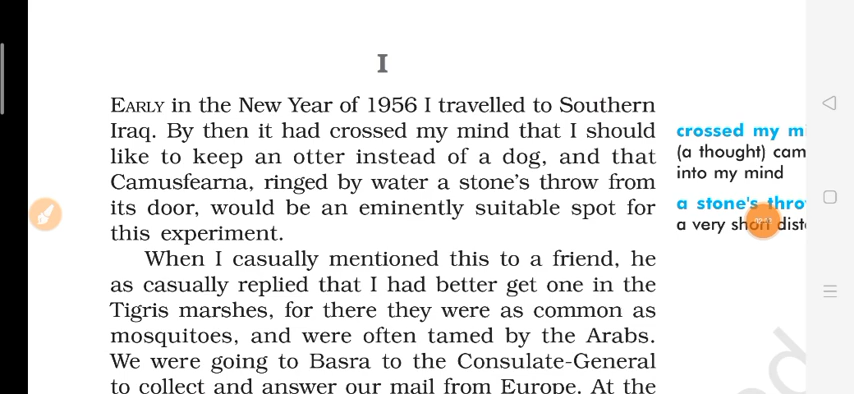 I
EARLY in the New Year of 1956 I travelled to Southern
Iraq. By then it had crossed my mind that I should
like to keep an otter instead of a dog, and that
Camusfearna, ringed by water a stone's throw from
its door, would be an eminently suitable spot for
this experiment.
When I casually mentioned this to a friend, he
as casually replied that I had better get one in the
Tigris marshes, for there they were as common as
mosquitoes, and were often tamed by the Arabs.
We were going to Basra to the Consulate-General
to collect and answer our mail from Europe. At the
crossed my m
(a thought) cam
into my mind
a stone's thro
a very short dist